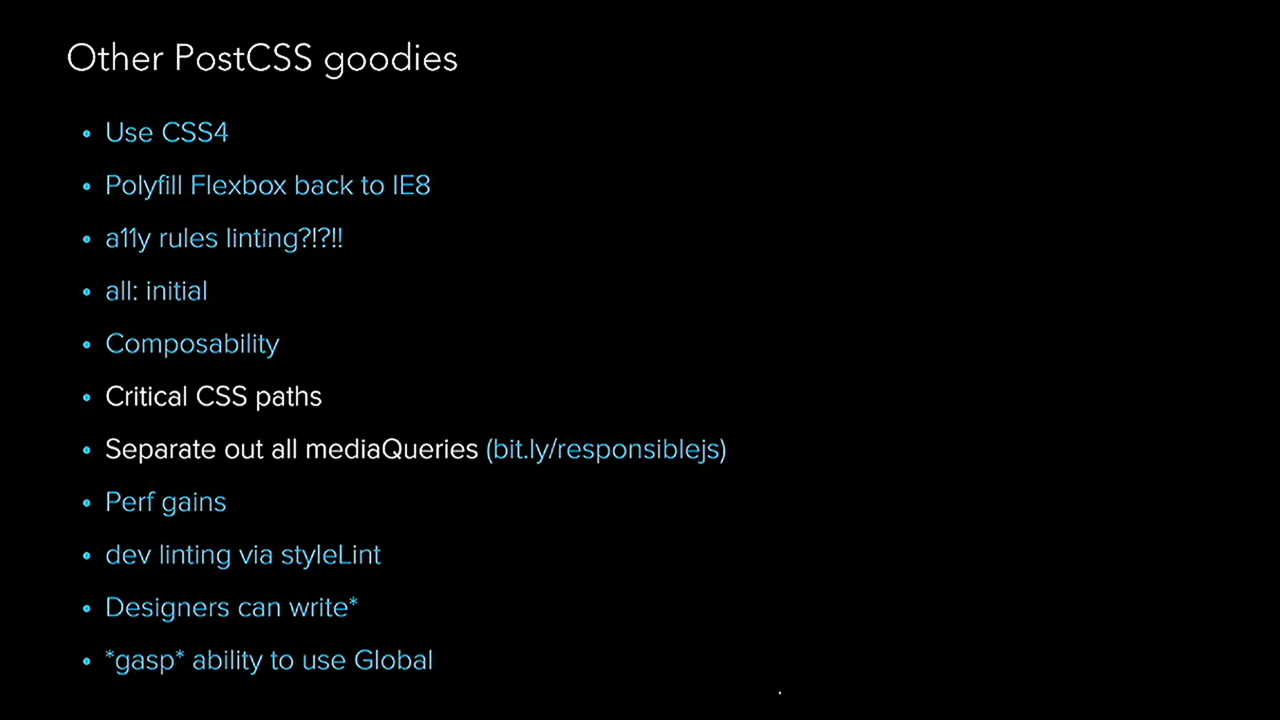 Other PostCSS goodies
• Use CSS4
• Polyfill Flexbox back to IE8
• a11y rules linting?!?!!
• all: initial
• Composability
• Critical CSS paths
• Separate out all mediaQueries (bit.ly/responsiblejs)
• Perf gains
• dev linting via styleLint
• Designers can write*
• *gasp* ability to use Global